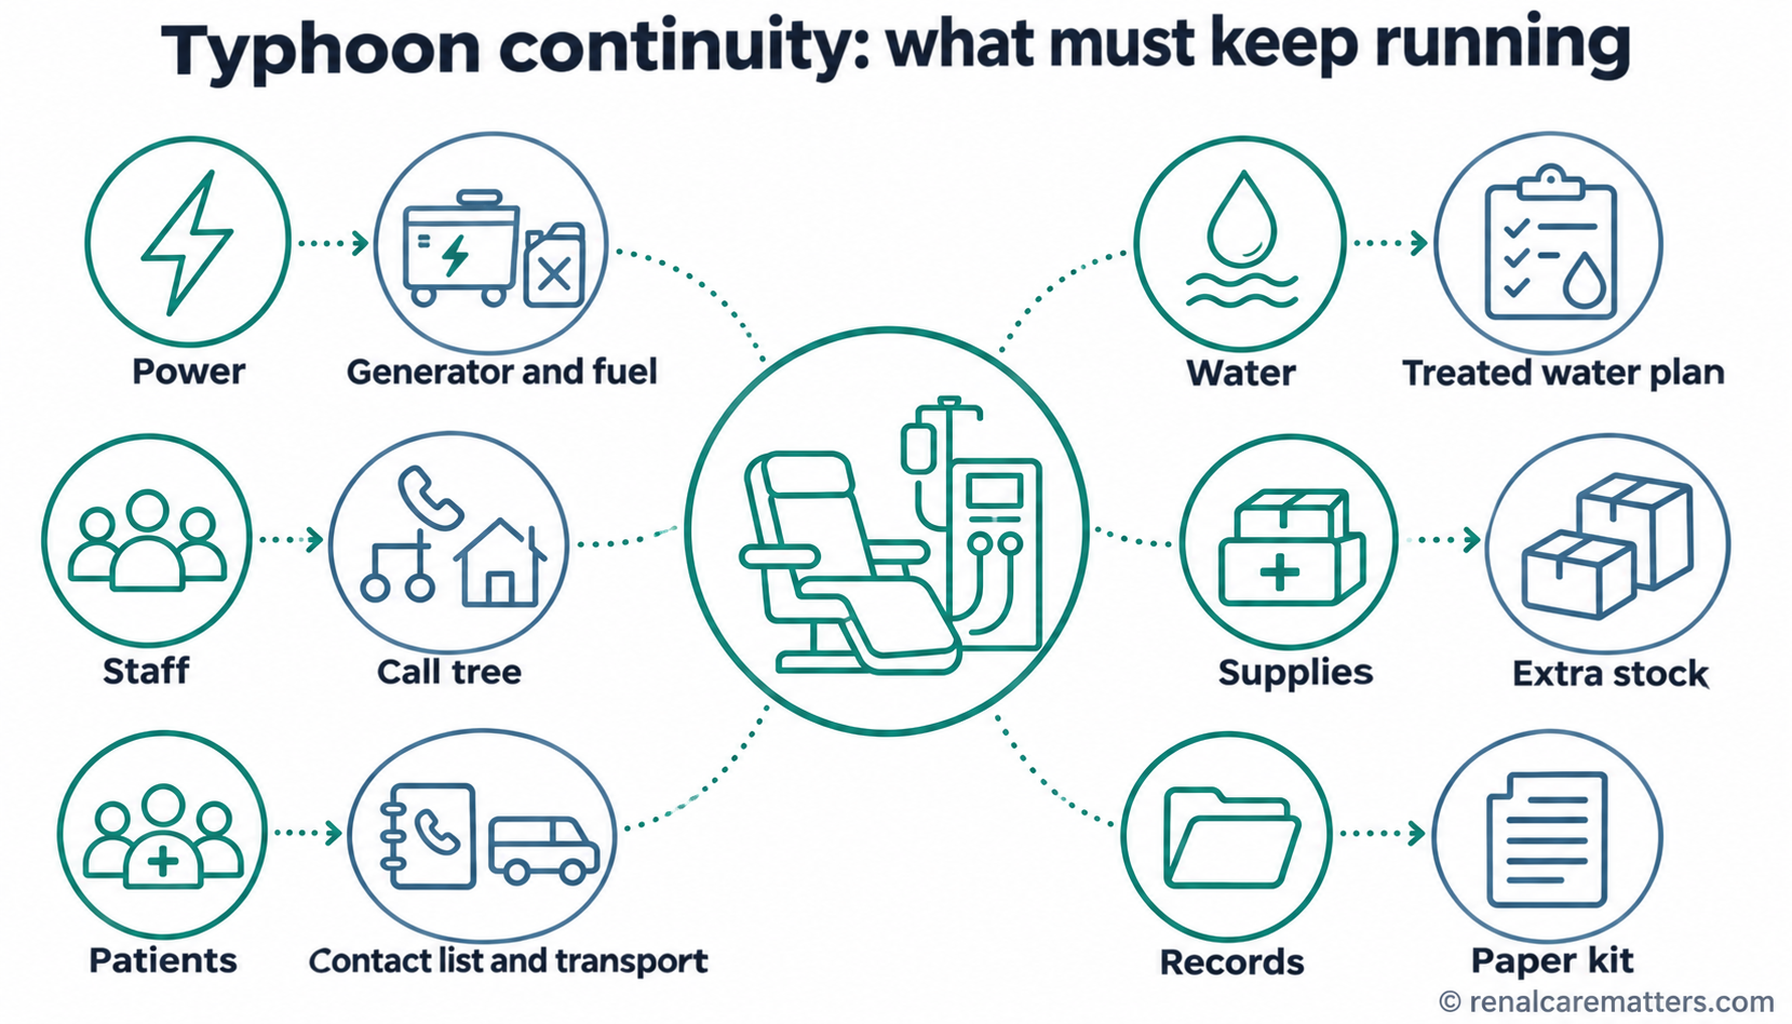 Typhoon continuity: what must keep running
Power
Generator and fuel
Water
Treated water plan
Staff
Call tree
Supplies
Extra stock
Patients
Contact list and transport
Records
Paper kit
© renalcarematters.com